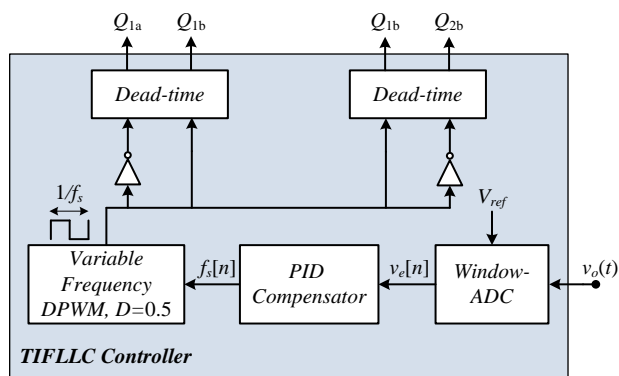 Q1a Q1b Q1b Q2b
Dead-time Dead-time
1/fs
Vref
Variable
Frequency
DPWM, D=0.5
fs[n]
PID
Compensator
ve[n]
Window-
ADC
vo(t)
TIFLLC Controller